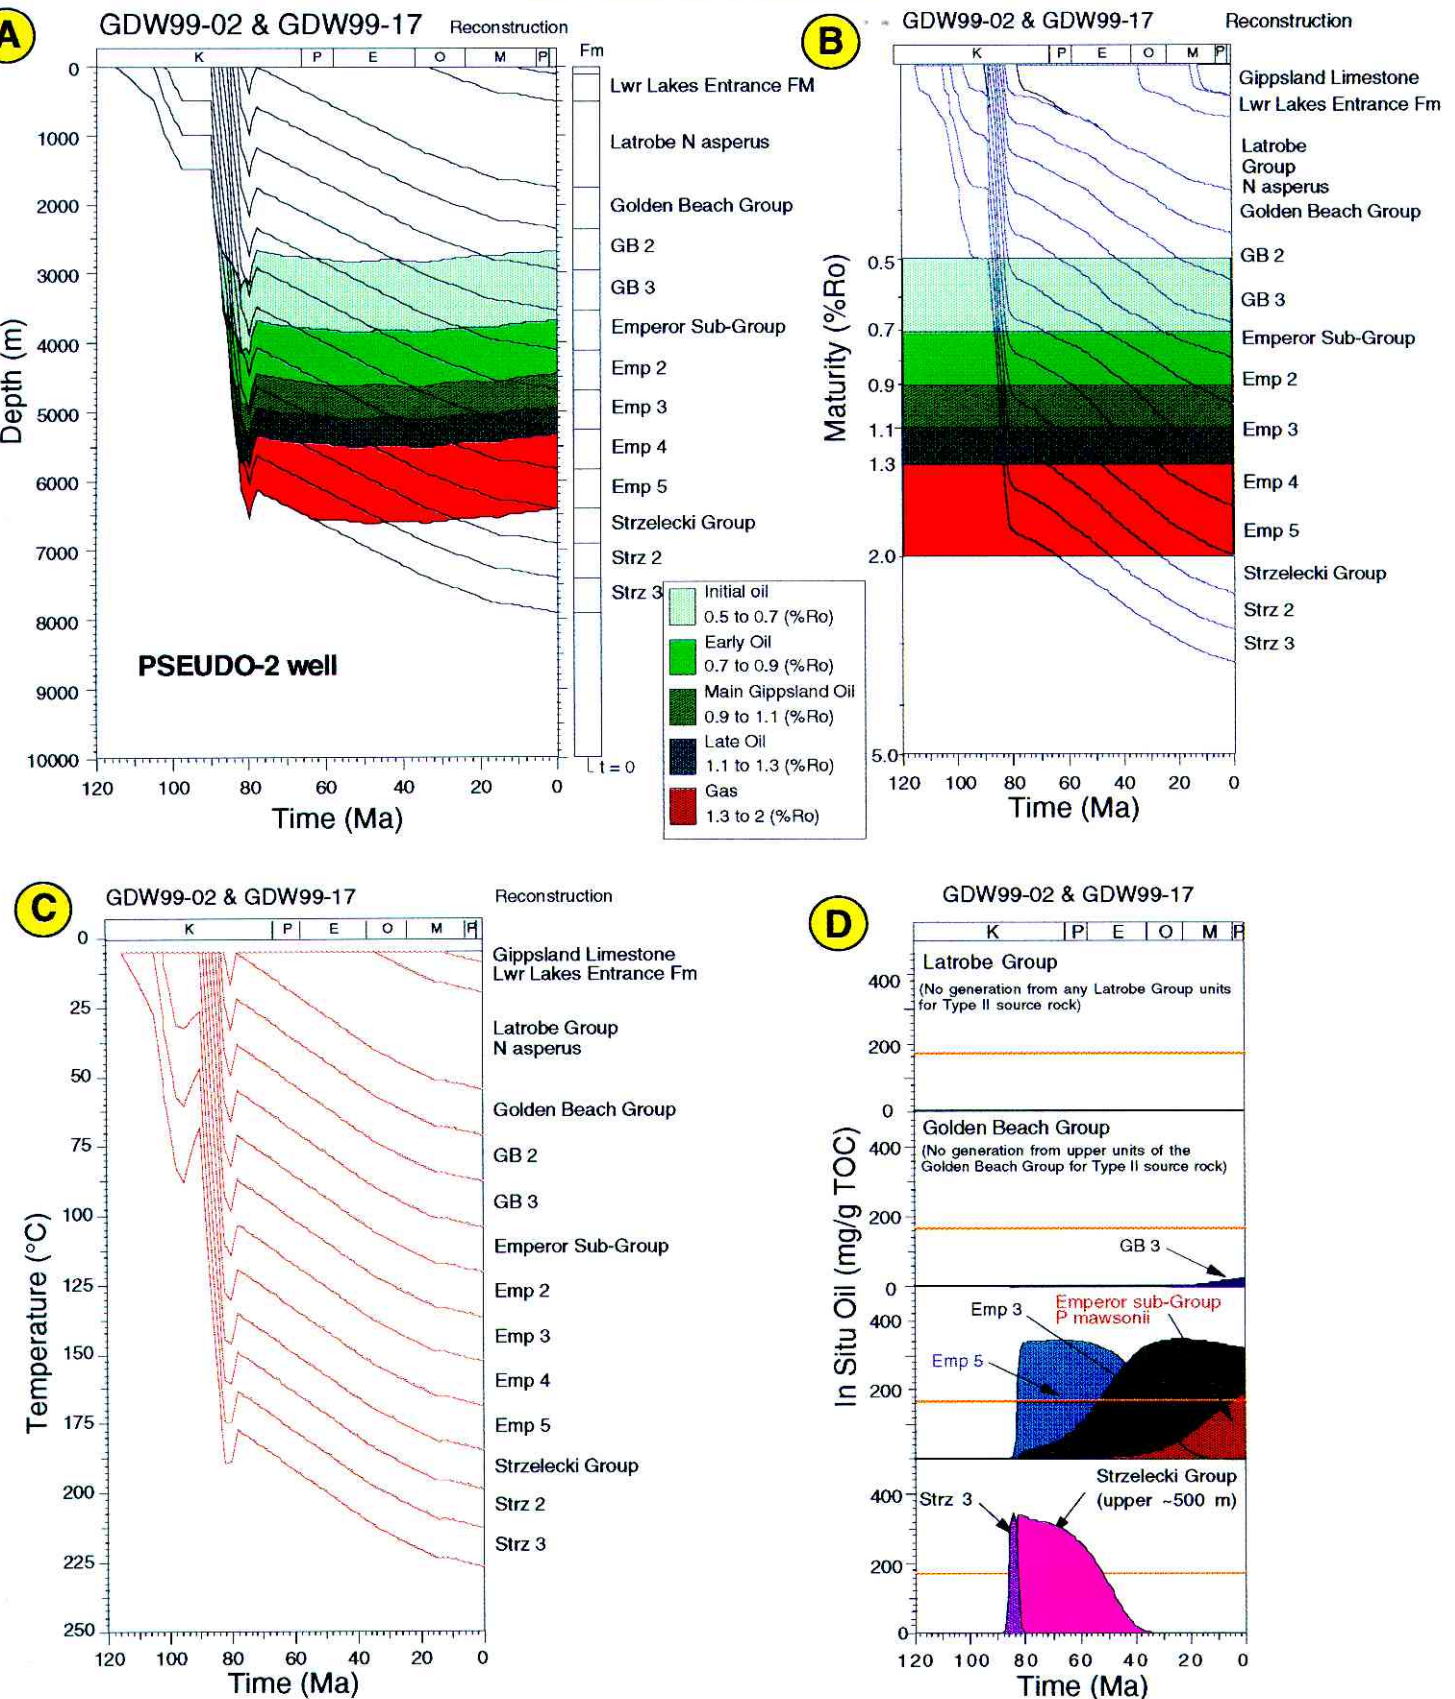 A
GDW99-02 & GDW99-17 Reconstruction
K P E O M P Fm
0
1000
2000
3000
4000
5000
6000
7000
8000
9000
10000
Depth (m)
Lwr Lakes Entrance FM
Latrobe N asperus
Golden Beach Group
GB 2
GB 3
Emperor Sub-Group
Emp 2
Emp 3
Emp 4
Emp 5
Strzelecki Group
Strz 2
Strz 3
PSEUDO-2 well
t = 0
120 100 80 60 40 20 0
Time (Ma)
Initial oil
0.5 to 0.7 (%Ro)
Early Oil
0.7 to 0.9 (%Ro)
Main Gippsland Oil
0.9 to 1.1 (%Ro)
Late Oil
1.1 to 1.3 (%Ro)
Gas
1.3 to 2 (%Ro)
B
GDW99-02 & GDW99-17 Reconstruction
K P E O M P
Maturity (%Ro)
0.5
0.7
0.9
1.1
1.3
2.0
5.0
Gippsland Limestone
Lwr Lakes Entrance Fm
Latrobe
Group
N asperus
Golden Beach Group
GB 2
GB 3
Emperor Sub-Group
Emp 2
Emp 3
Emp 4
Emp 5
Strzelecki Group
Strz 2
Strz 3
120 100 80 60 40 20 0
Time (Ma)
C
GDW99-02 & GDW99-17 Reconstruction
K P E O M P
0
25
50
75
100
125
150
175
200
225
250
Temperature (°C)
Gippsland Limestone
Lwr Lakes Entrance Fm
Latrobe Group
N asperus
Golden Beach Group
GB 2
GB 3
Emperor Sub-Group
Emp 2
Emp 3
Emp 4
Emp 5
Strzelecki Group
Strz 2
Strz 3
120 100 80 60 40 20 0
Time (Ma)
D
GDW99-02 & GDW99-17
K P E O M P
In Situ Oil (mg/g TOC)
Latrobe Group
(No generation from any Latrobe Group units
for Type II source rock)
400
200
0
Golden Beach Group
(No generation from upper units of the
Golden Beach Group for Type II source rock)
400
200
0
GB 3
Emp 3
Emperor sub-Group
P mawsonii
Emp 5
400
200
Strz 3
Strzelecki Group
(upper ~500 m)
400
200
0
120 100 80 60 40 20 0
Time (Ma)